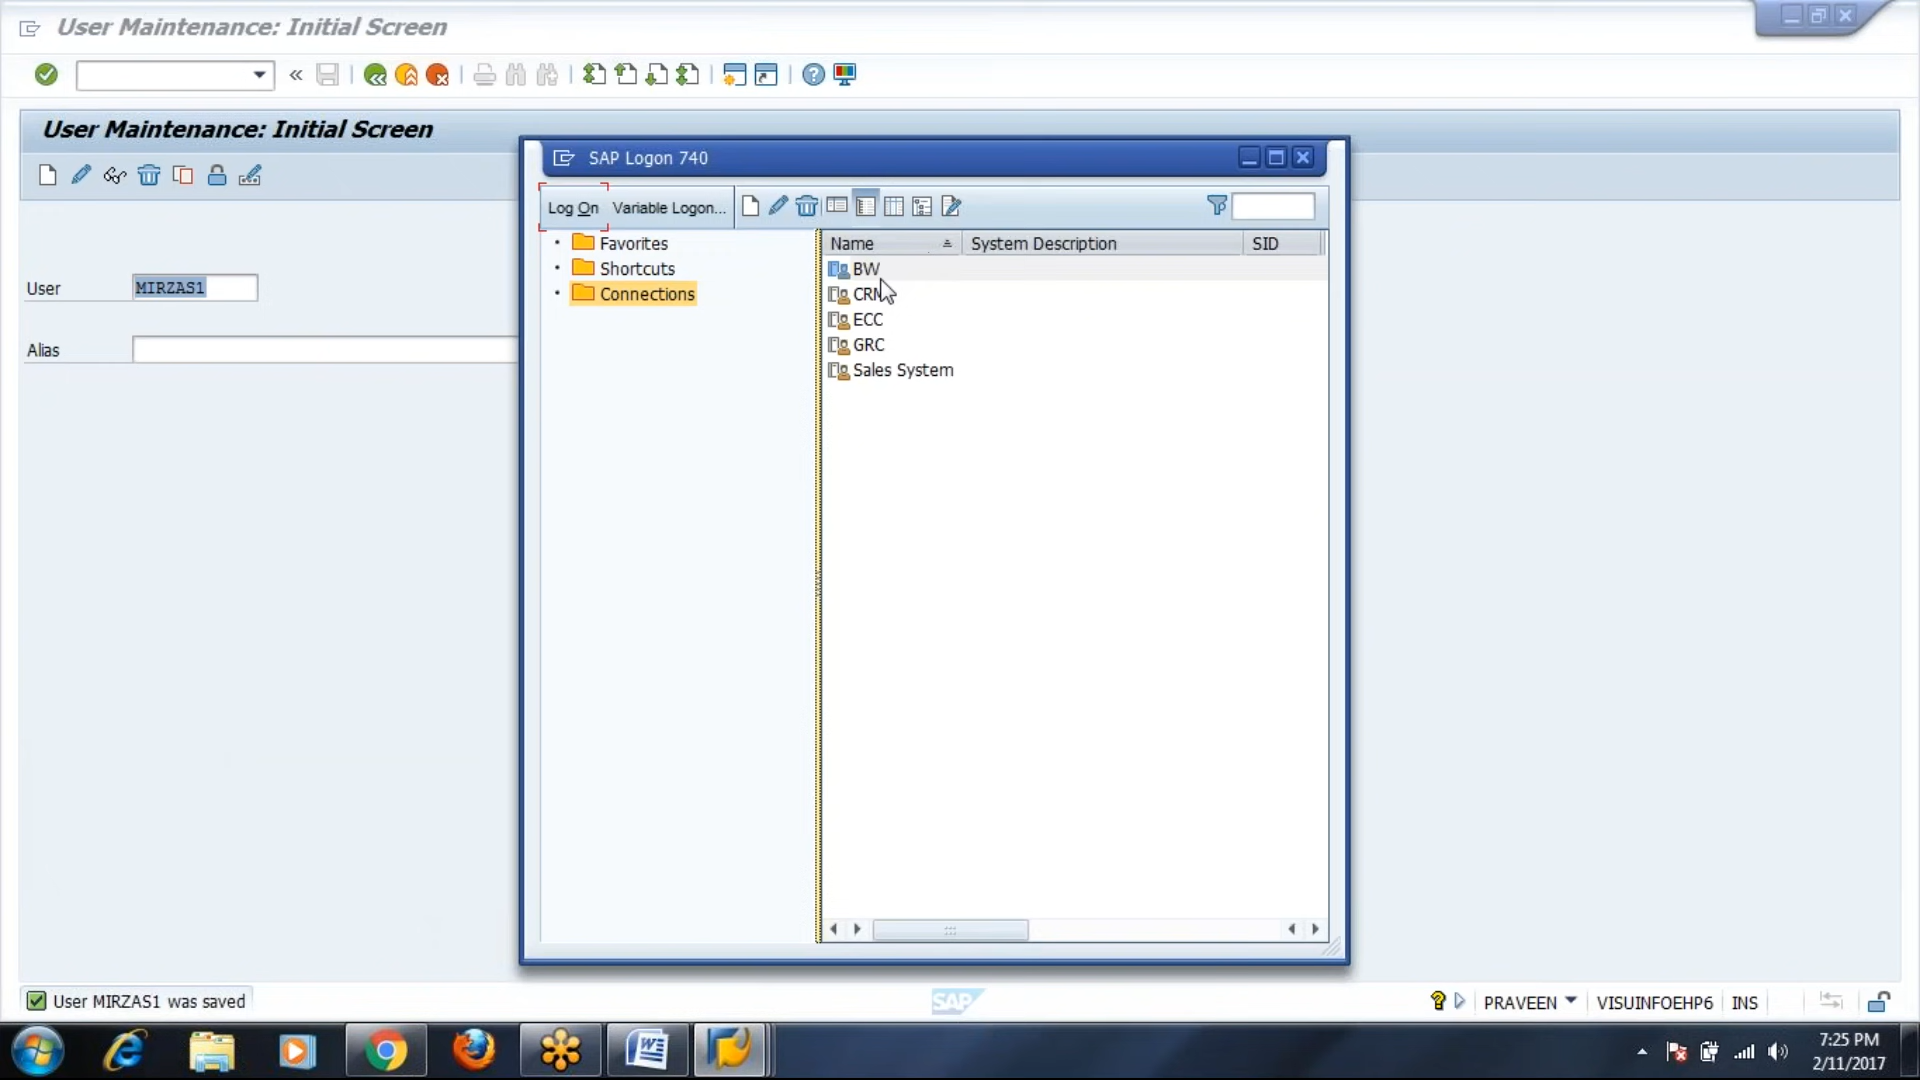 User Maintenance: Initial Screen
User Maintenance: Initial Screen
SAP Logon 740
Log On Variable Logon...
Favorites
Shortcuts
Connections
Name System Description SID
BW
CRM
ECC
GRC
Sales System
User MIRZAS1
Alias
User MIRZAS1 was saved
SAP
PRAVEEN VISUINFOEHP6 INS
7:25 PM
2/11/2017